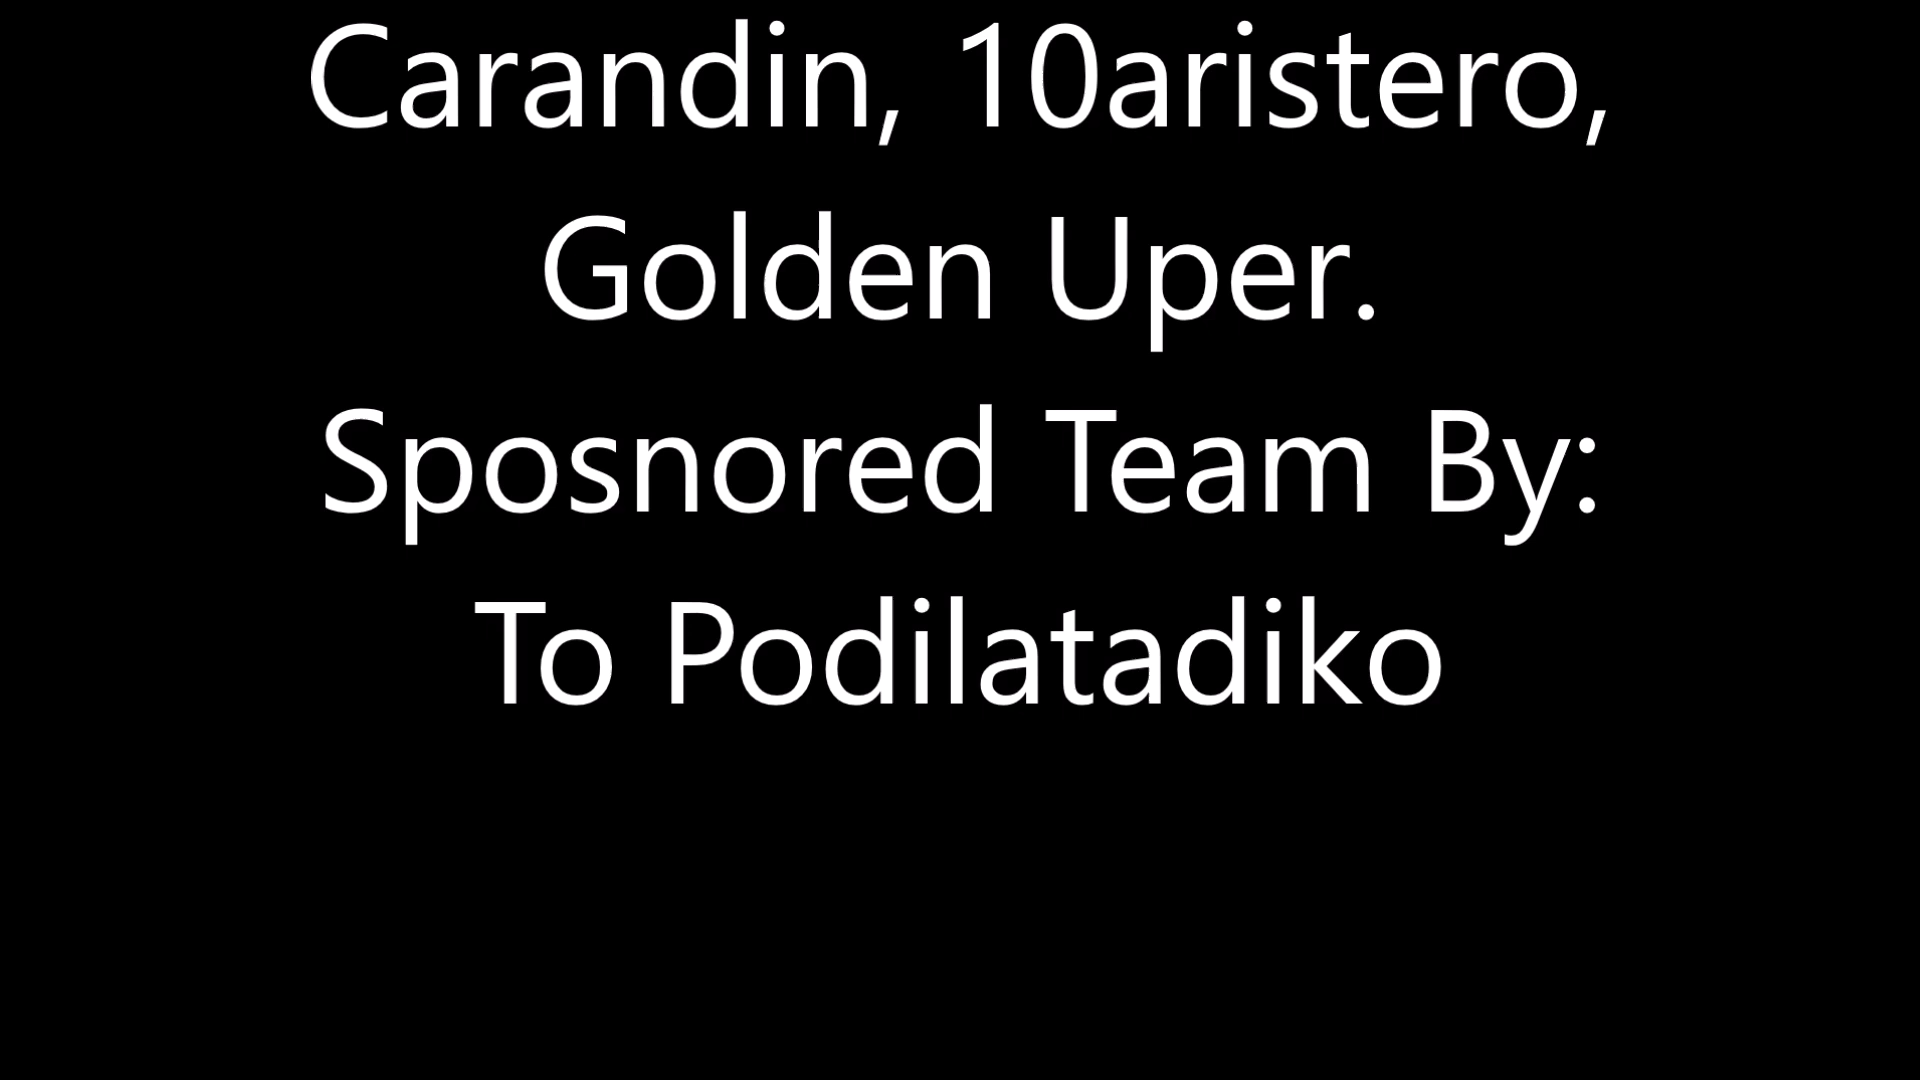 Carandin, 10aristero,
Golden Uper.
Sposnored Team By:
To Podilatadiko